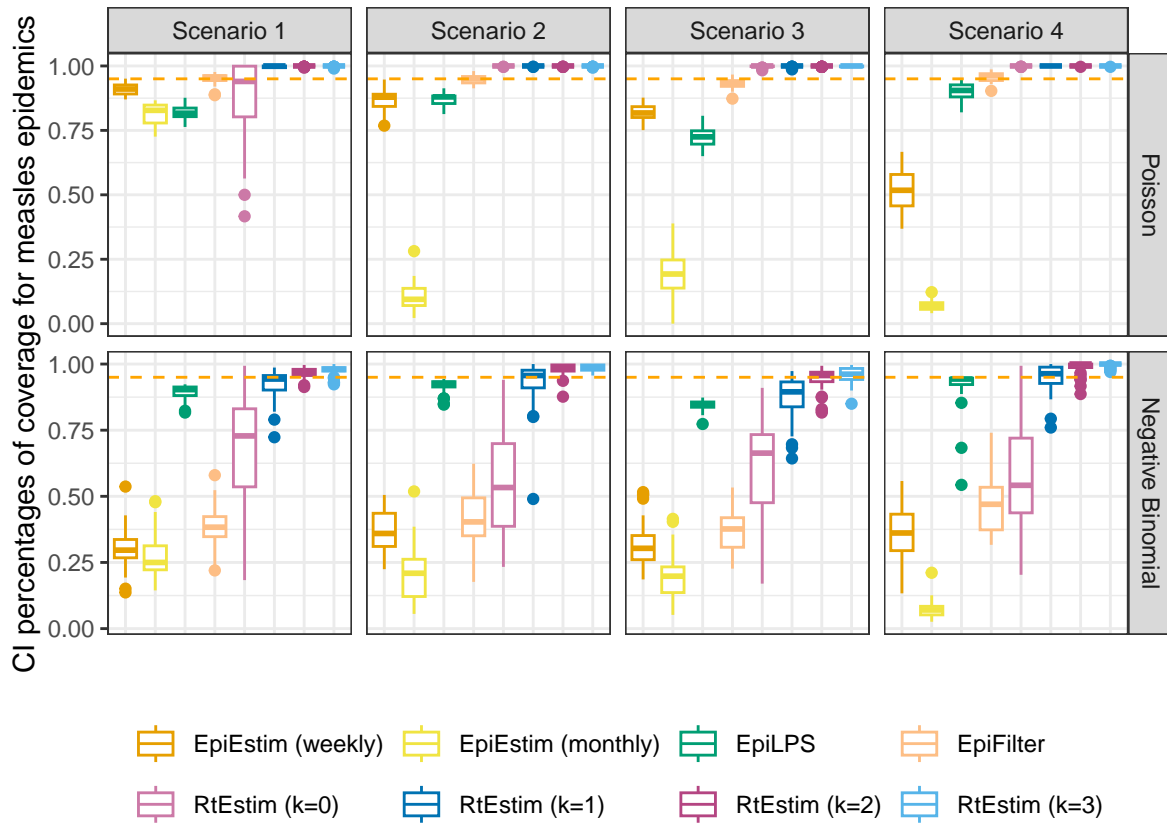 Scenario 1
Scenario 2
Scenario 3
Scenario 4
CI percentages of coverage for measles epidemics
1.00
0.75
0.50
0.25
0.00
Poisson
1.00
0.75
0.50
0.25
0.00
Negative Binomial
EpiEstim (weekly)
EpiEstim (monthly)
EpiLPS
EpiFilter
RtEstim (k=0)
RtEstim (k=1)
RtEstim (k=2)
RtEstim (k=3)